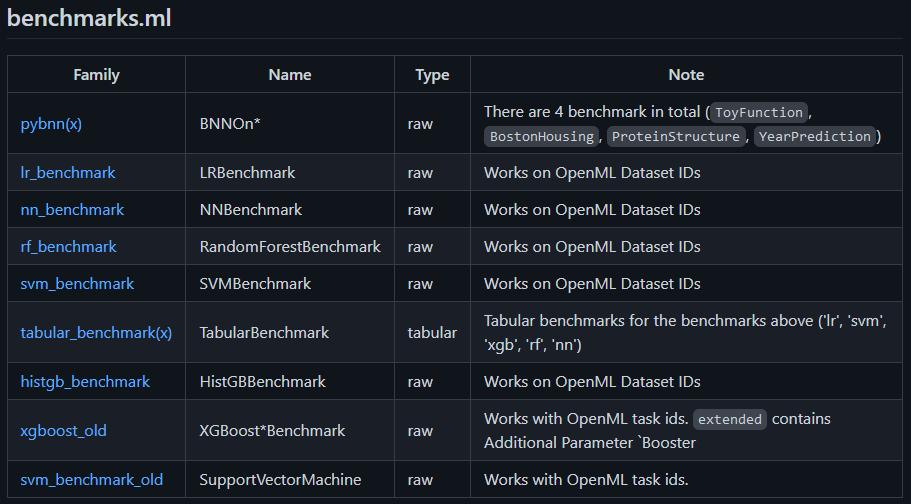 benchmarks.ml
Family Name Type Note
pybnn(x) BNNOn* raw There are 4 benchmark in total ( ToyFunction ,
BostonHousing , ProteinStructure , YearPrediction )
lr_benchmark LRBenchmark raw Works on OpenML Dataset IDs
nn_benchmark NNBenchmark raw Works on OpenML Dataset IDs
rf_benchmark RandomForestBenchmark raw Works on OpenML Dataset IDs
svm_benchmark SVMBenchmark raw Works on OpenML Dataset IDs
tabular_benchmark(x) TabularBenchmark tabular Tabular benchmarks for the benchmarks above ('lr', 'svm',
'xgb', 'rf', 'nn')
histgb_benchmark HistGBBenchmark raw Works on OpenML Dataset IDs
xgboost_old XGBoost*Benchmark raw Works with OpenML task ids. extended contains
Additional Parameter `Booster
svm_benchmark_old SupportVectorMachine raw Works with OpenML task ids.